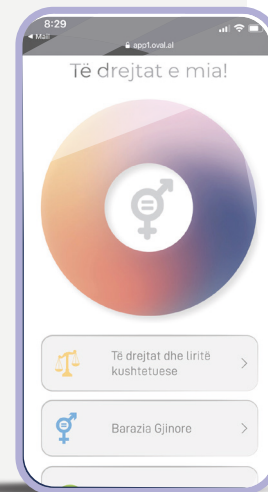 8:29
◀ Mail
app1.oval.al
Të drejtat e mia!
Të drejtat dhe liritë
kushtetuese
Barazia Gjinore